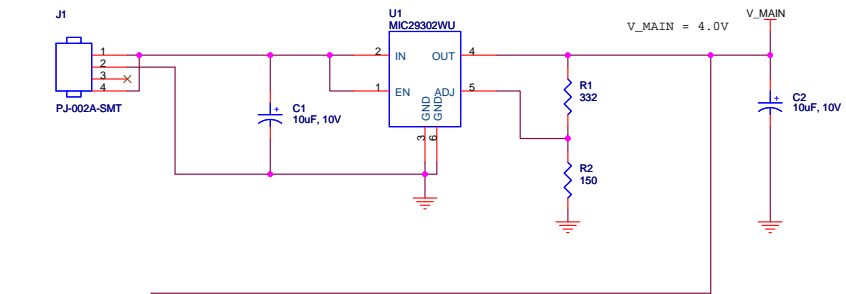 J1
U1
MIC29302WU
V_MAIN = 4.0V
V_MAIN
1
2
3
4
2 IN
OUT 4
1 EN
ADJ 5
GND
GND
3
6
PJ-002A-SMT
C1
10uF, 10V
R1
332
C2
10uF, 10V
R2
150